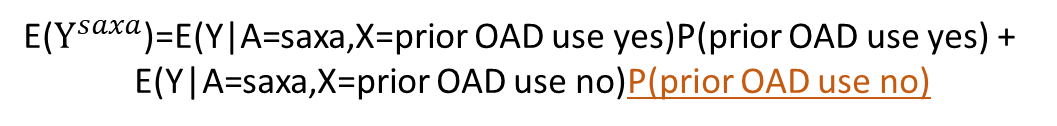 E(Y^saxa)=E(Y|A=saxa,X=prior OAD use yes)P(prior OAD use yes) +
E(Y|A=saxa,X=prior OAD use no)P(prior OAD use no)